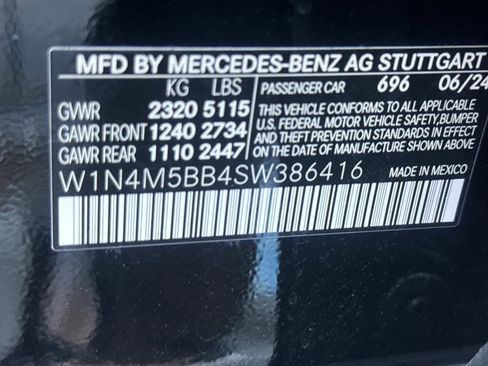 MFD BY MERCEDES-BENZ AG STUTTGART
KG LBS PASSENGER CAR 696 06/24
GVWR 2320 5115 THIS VEHICLE CONFORMS TO ALL APPLICABLE
GAWR FRONT 1240 2734 U.S. FEDERAL MOTOR VEHICLE SAFETY, BUMPER
GAWR REAR 1110 2447 AND THEFT PREVENTION STANDARDS IN EFFECT
ON THE DATE OF MANUFACTURE SHOWN ABOVE
W1N4M5BB4SW386416 MADE IN MEXICO